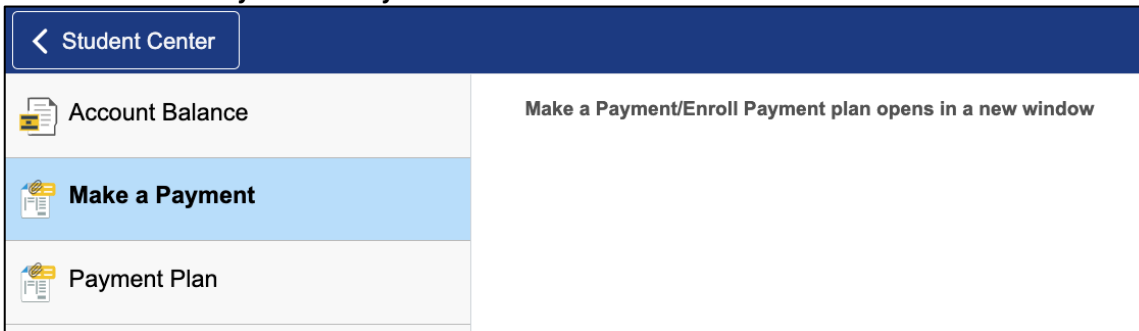 Student Center
Account Balance
Make a Payment/Enroll Payment plan opens in a new window
Make a Payment
Payment Plan